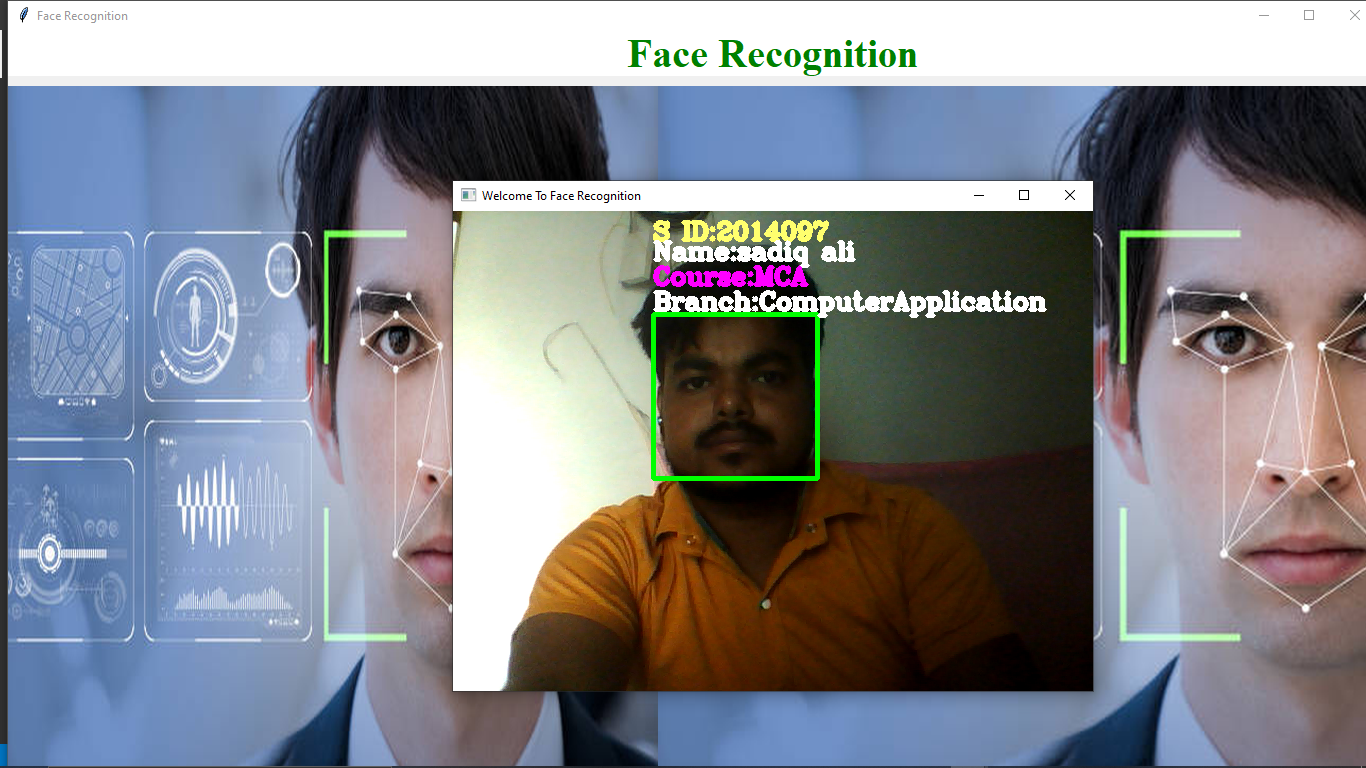 Face Recognition
Face Recognition
Welcome To Face Recognition
S ID:2014097
Name:sadiq ali
Course:MCA
Branch:ComputerApplication